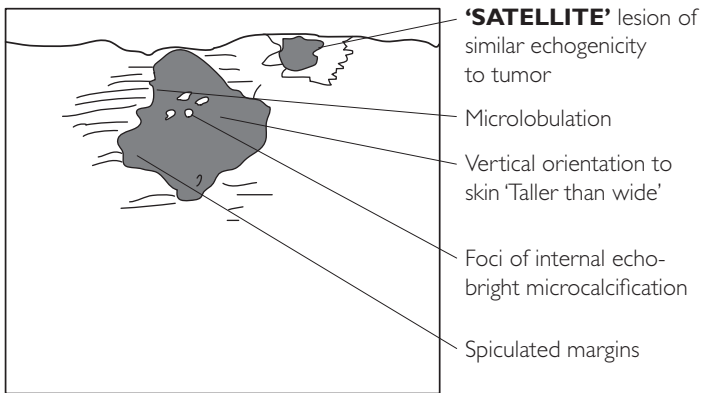 ‘SATELLITE’ lesion of
similar echogenicity
to tumor
Microlobulation
Vertical orientation to
skin ‘Taller than wide’
Foci of internal echo-
bright microcalcification
Spiculated margins